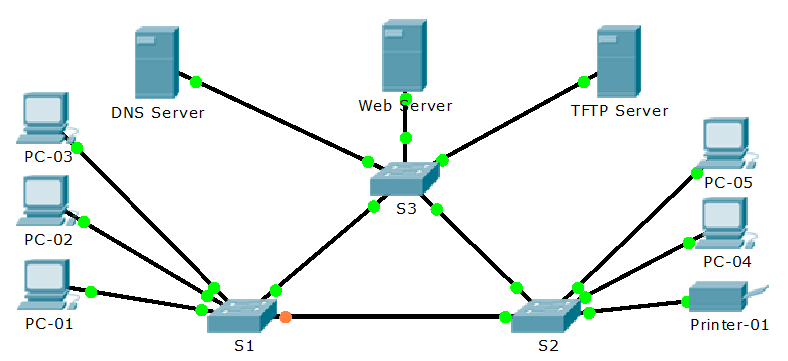 DNS Server
Web Server
TFTP Server
PC-03
PC-05
S3
PC-02
PC-04
PC-01
Printer-01
S1
S2